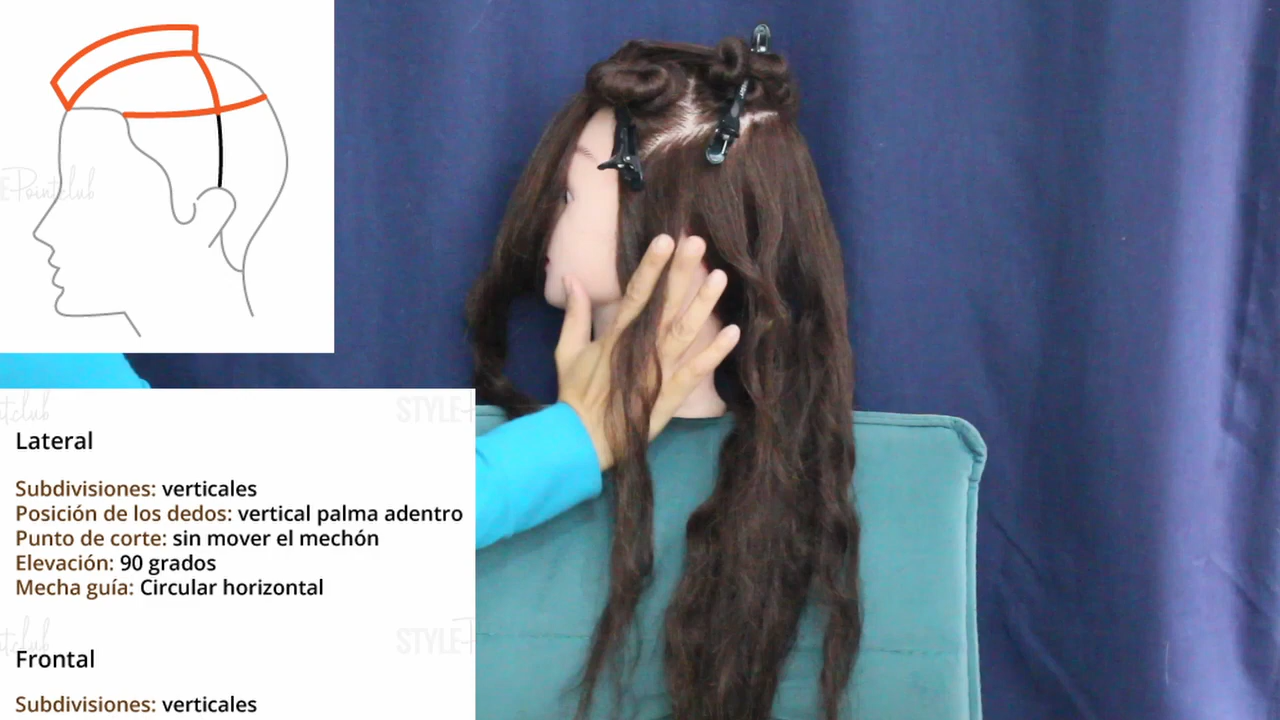 Pointclub
Lateral
Subdivisiones: verticales
Posición de los dedos: vertical palma adentro
Punto de corte: sin mover el mechón
Elevación: 90 grados
Mecha guía: Circular horizontal
Frontal
Subdivisiones: verticales